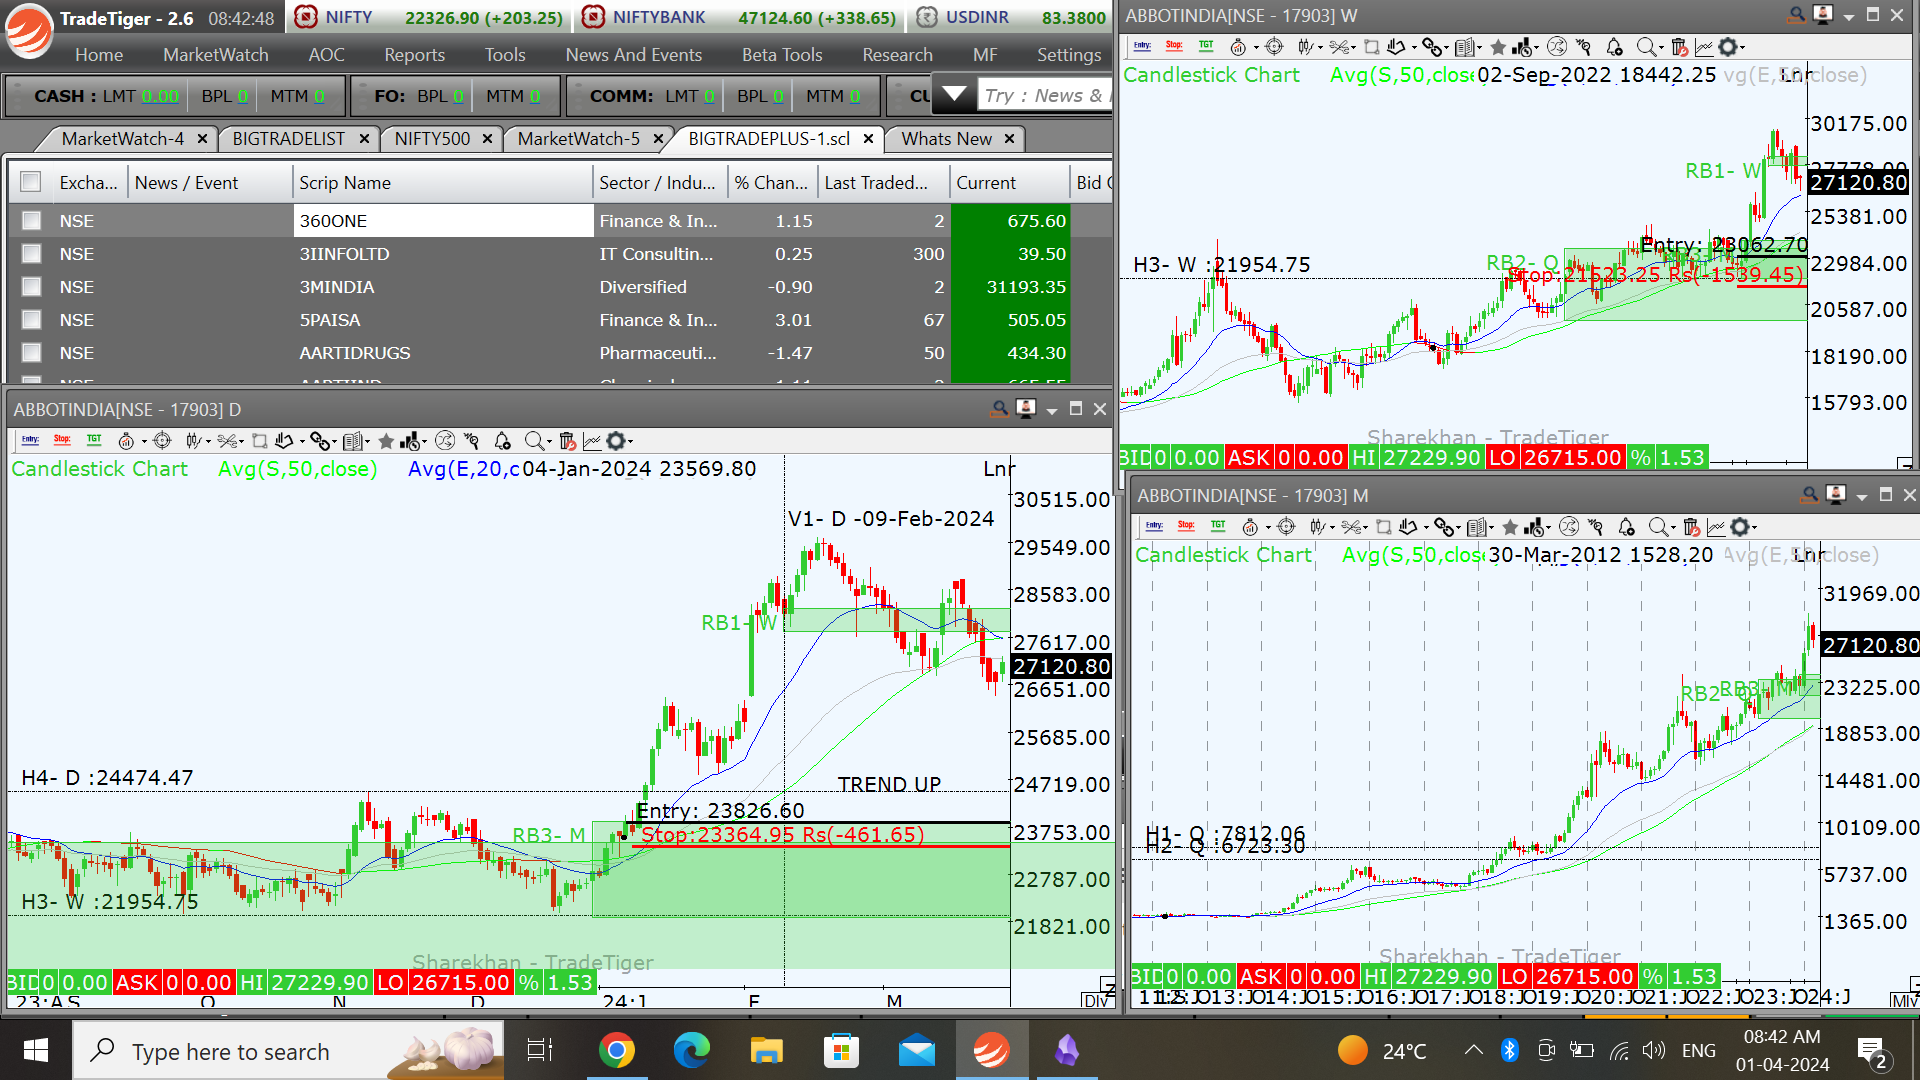 TradeTiger - 2.6 08:42:48 NIFTY 22326.90 (+203.25) NIFTYBANK 47124.60 (+338.65) USDINR 83.3800
Home MarketWatch AOC Reports Tools News And Events Beta Tools Research MF Settings
CASH : LMT 0.00 BPL 0 MTM 0 FO: BPL 0 MTM 0 COMM: LMT 0 BPL 0 MTM 0 Try : News &
MarketWatch-4 BIGTRADELIST NIFTY500 MarketWatch-5 BIGTRADEPLUS-1.scl Whats New
Excha... News / Event Scrip Name Sector / Indu... % Chan... Last Traded... Current Bid
NSE 360ONE Finance & In... 1.15 2 675.60
NSE 3IINFOLTD IT Consultin... 0.25 300 39.50
NSE 3MINDIA Diversified -0.90 2 31193.35
NSE 5PAISA Finance & In... 3.01 67 505.05
NSE AARTIDRUGS Pharmaceuti... -1.47 50 434.30
ABBOTINDIA[NSE - 17903] D
Entry: Stop: TGT
Candlestick Chart Avg(S,50,close) Avg(E,20,c 04-Jan-2024 23569.80 Lnr
V1- D -09-Feb-2024
RB1- W
H4- D :24474.47
TREND UP
Entry: 23826.60
RB3- M
Stop:23364.95 Rs(-461.65)
H3- W :21954.75
30515.00
29549.00
28583.00
27617.00
27120.80
26651.00
25685.00
24719.00
23753.00
22787.00
21821.00
Sharekhan - TradeTiger
BID 0 0.00 ASK 0 0.00 HI 27229.90 LO 26715.00 % 1.53
23:A S O N D 24:J F M
DIv
ABBOTINDIA[NSE - 17903] W
Entry: Stop: TGT
Candlestick Chart Avg(S,50,close 02-Sep-2022 18442.25 vg(E,50,close) Lnr
RB1- W
Entry: 23062.70
H3- W :21954.75
RB2- Q
Stop:21523.25 Rs(-1539.45)
30175.00
27778.00
27120.80
25381.00
22984.00
20587.00
18190.00
15793.00
Sharekhan - TradeTiger
BID 0 0.00 ASK 0 0.00 HI 27229.90 LO 26715.00 % 1.53
ABBOTINDIA[NSE - 17903] M
Entry: Stop: TGT
Candlestick Chart Avg(S,50,close 30-Mar-2012 1528.20 Avg(E,50,close) Lnr
RB2- Q RB3- M
H1- Q :7812.06
H2- Q :6723.30
31969.00
27120.80
23225.00
18853.00
14481.00
10109.00
5737.00
1365.00
Sharekhan - TradeTiger
BID 0 0.00 ASK 0 0.00 HI 27229.90 LO 26715.00 % 1.53
13:J 14:J 15:J 16:J 17:J 18:J 19:J 20:J 21:J 22:J 23:J 24:J
MIv
Type here to search 24°C ENG 08:42 AM
01-04-2024 2